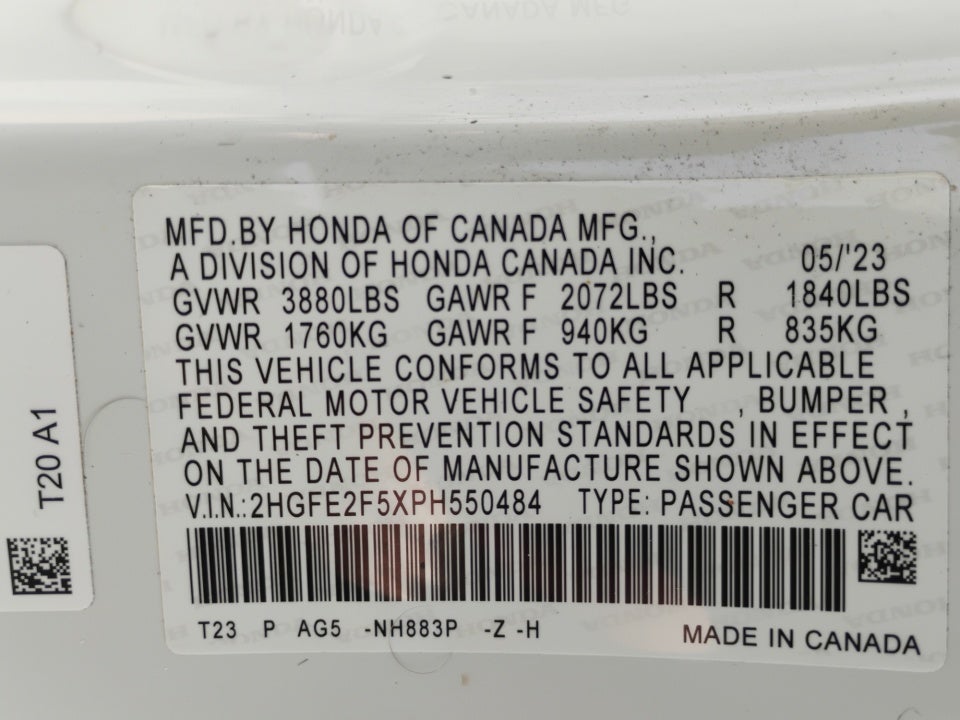 MFD.BY HONDA OF CANADA MFG.,
A DIVISION OF HONDA CANADA INC. 05/'23
GVWR 3880LBS GAWR F 2072LBS R 1840LBS
GVWR 1760KG GAWR F 940KG R 835KG
THIS VEHICLE CONFORMS TO ALL APPLICABLE
FEDERAL MOTOR VEHICLE SAFETY , BUMPER ,
AND THEFT PREVENTION STANDARDS IN EFFECT
ON THE DATE OF MANUFACTURE SHOWN ABOVE.
V.I.N.:2HGFE2F5XPH550484 TYPE: PASSENGER CAR
T23 P AG5 -NH883P -Z -H MADE IN CANADA
T20 A1